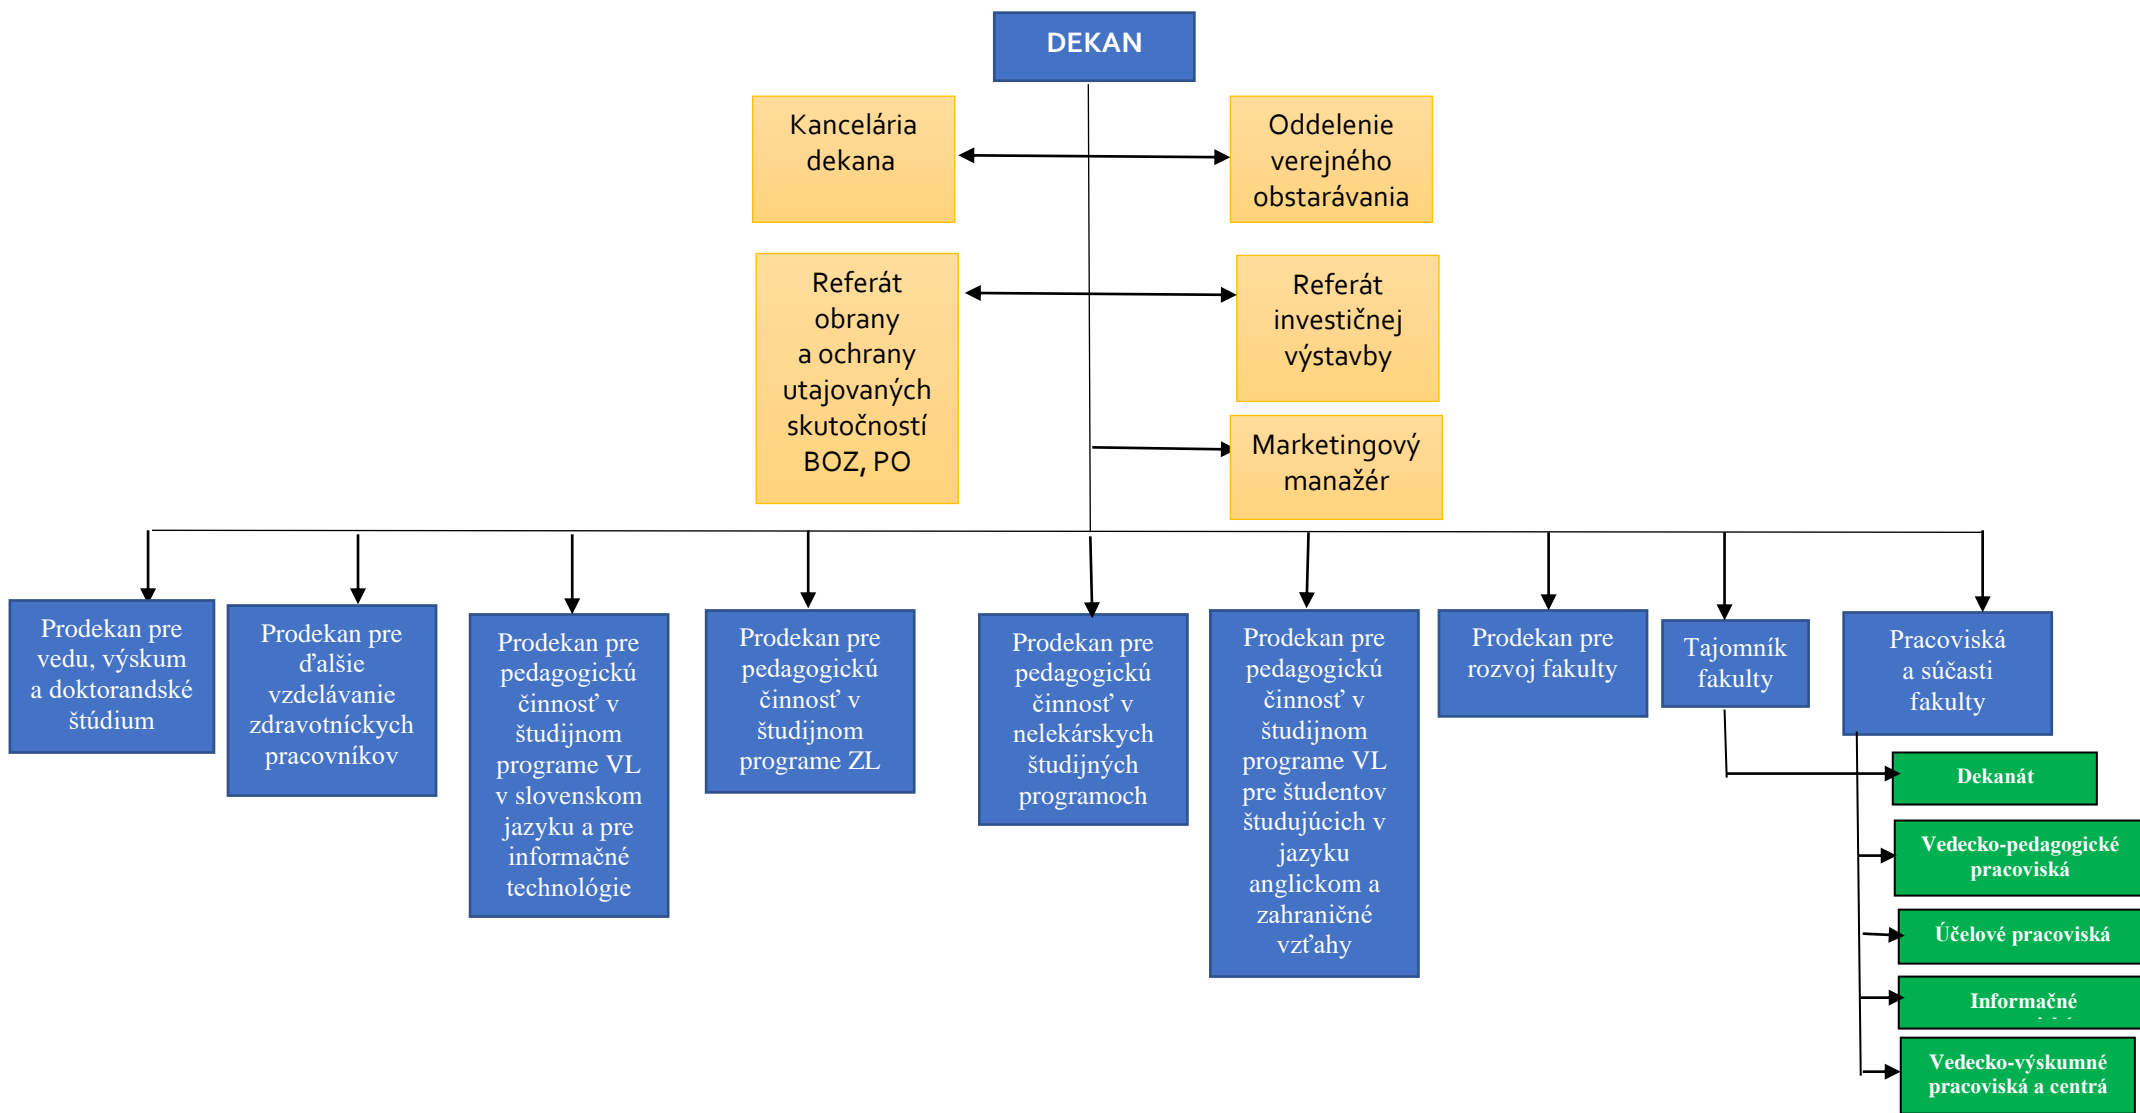 DEKAN
Kancelária
dekana
Oddelenie
verejného
obstarávania
Referát
obrany
a ochrany
utajovaných
skutočností
BOZ, PO
Referát
investičnej
výstavby
Marketingový
manažér
Prodekan pre
vedu, výskum
a doktorandské
štúdium
Prodekan pre
ďalšie
vzdelávanie
zdravotníckych
pracovníkov
Prodekan pre
pedagogickú
činnosť v
študijnom
programe VL
v slovenskom
jazyku a pre
informačné
technológie
Prodekan pre
pedagogickú
činnosť v
študijnom
programe ZL
Prodekan pre
pedagogickú
činnosť v
nelekárskych
študijných
programoch
Prodekan pre
pedagogickú
činnosť v
študijnom
programe VL
pre študentov
študujúcich v
jazyku
anglickom a
zahraničné
vzťahy
Prodekan pre
rozvoj fakulty
Tajomník
fakulty
Pracoviská
a súčasti
fakulty
Dekanát
Vedecko-pedagogické
pracoviská
Účelové pracoviská
Informačné
Vedecko-výskumné
pracoviská a centrá